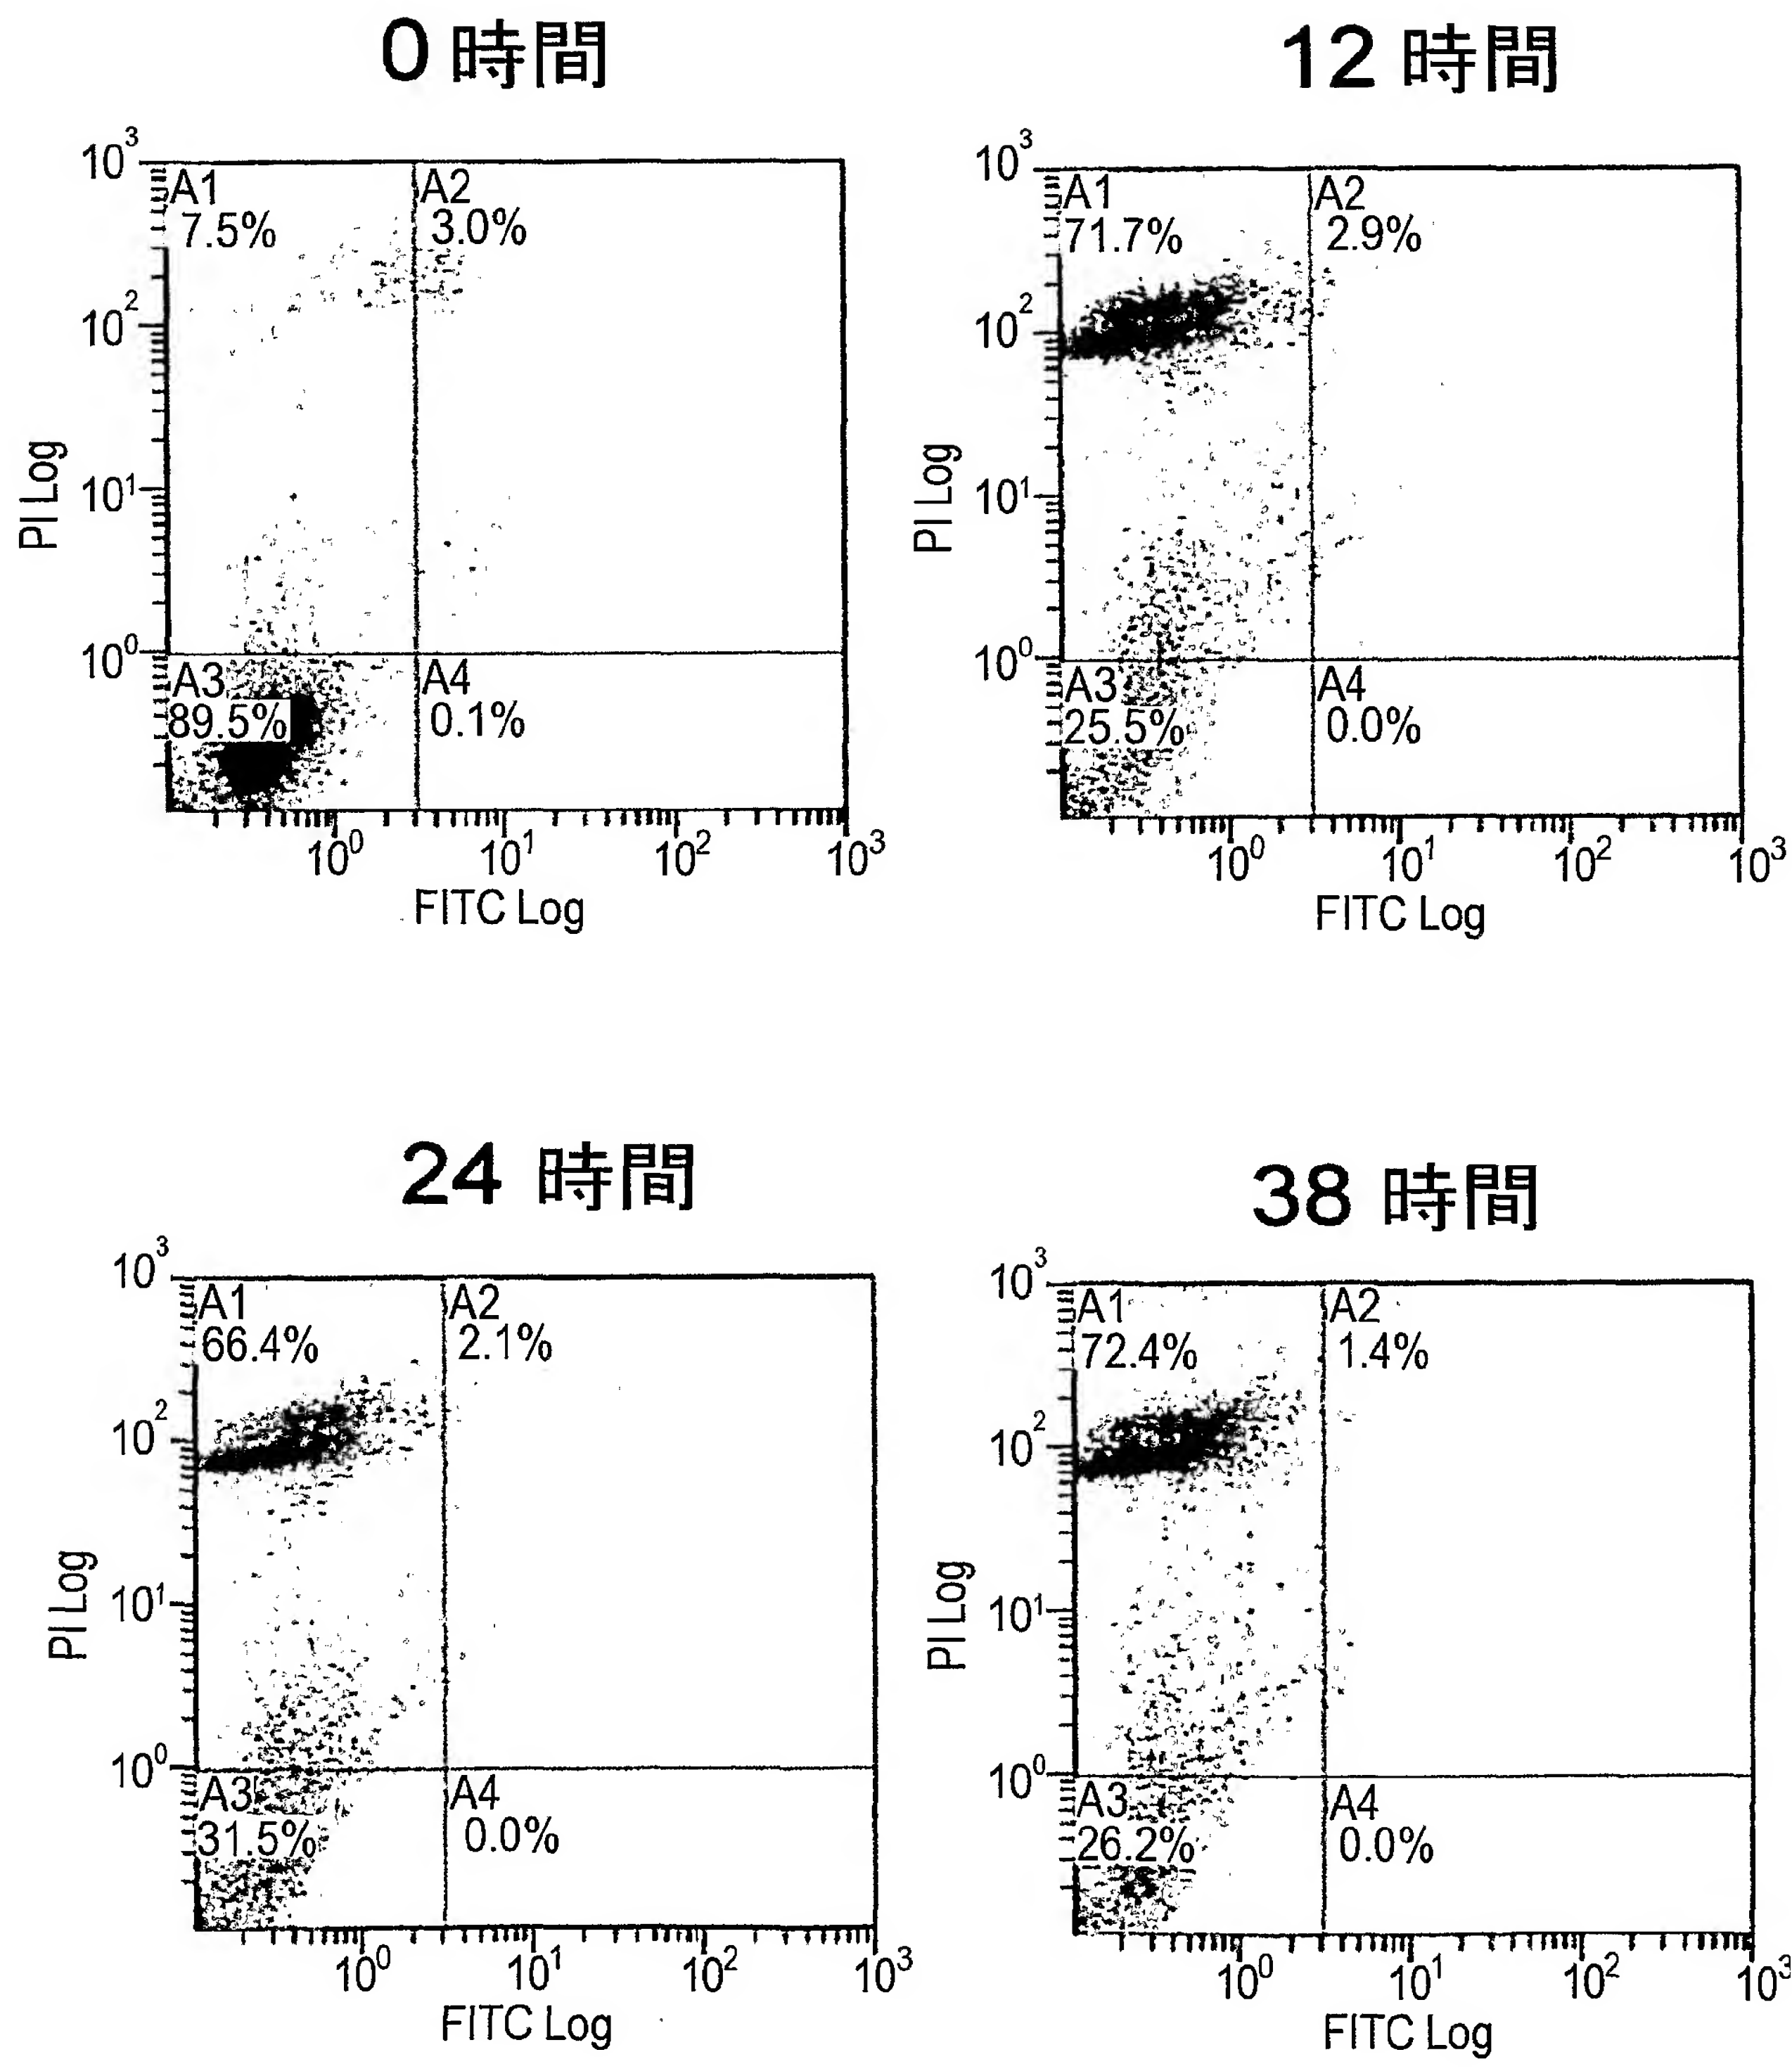 0 時間
10³
A1
7.5%
A2
3.0%
10²
10¹
10⁰
A3
89.5%
A4
0.1%
PI Log
10⁰ 10¹ 10² 10³
FITC Log
12 時間
10³
A1
71.7%
A2
2.9%
10²
10¹
10⁰
A3
25.5%
A4
0.0%
PI Log
10⁰ 10¹ 10² 10³
FITC Log
24 時間
10³
A1
66.4%
A2
2.1%
10²
10¹
10⁰
A3
31.5%
A4
0.0%
PI Log
10⁰ 10¹ 10² 10³
FITC Log
38 時間
10³
A1
72.4%
A2
1.4%
10²
10¹
10⁰
A3
26.2%
A4
0.0%
PI Log
10⁰ 10¹ 10² 10³
FITC Log